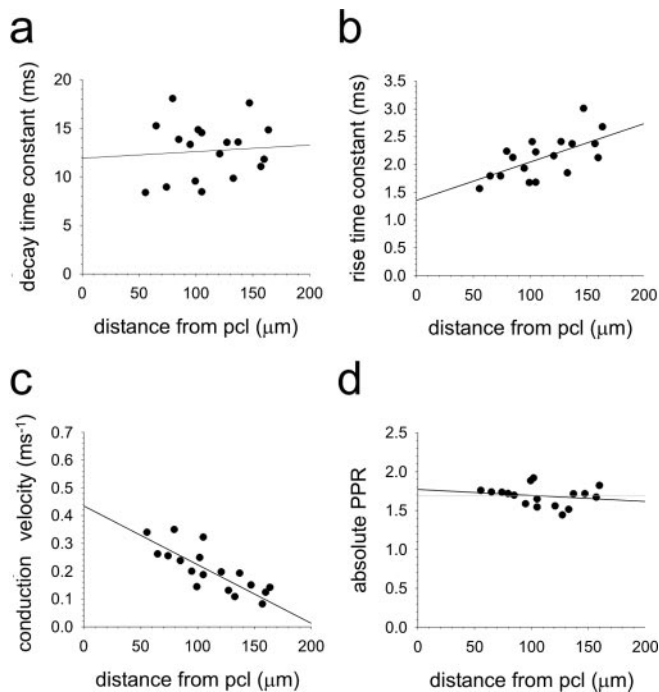 a
b
decay time constant (ms)
20
15
10
5
0
0 50 100 150 200
distance from pcl (μm)
rise time constant (ms)
3.5
3.0
2.5
2.0
1.5
1.0
0.5
0.0
0 50 100 150 200
distance from pcl (μm)
c
d
conduction velocity (ms⁻¹)
0.7
0.6
0.5
0.4
0.3
0.2
0.1
0.0
0 50 100 150 200
distance from pcl (μm)
absolute PPR
2.5
2.0
1.5
1.0
0.5
0.0
0 50 100 150 200
distance from pcl (μm)